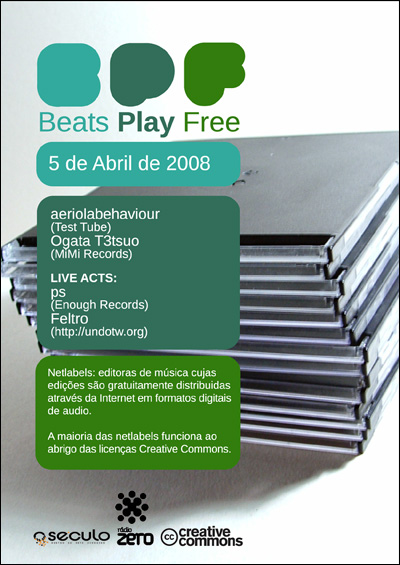 BPF
Beats Play Free
5 de Abril de 2008
aeriolabehaviour
(Test Tube)
Ogata T3tsuo
(MiMi Records)
LIVE ACTS:
ps
(Enough Records)
Feltro
(http://undotw.org)
Netlabels: editoras de música cujas
edições são gratuitamente distribuidas
através da Internet em formatos digitais
de audio.
A maioria das netlabels funciona ao
abrigo das licenças Creative Commons.
o seculo
rádio
zero
cc creative
commons